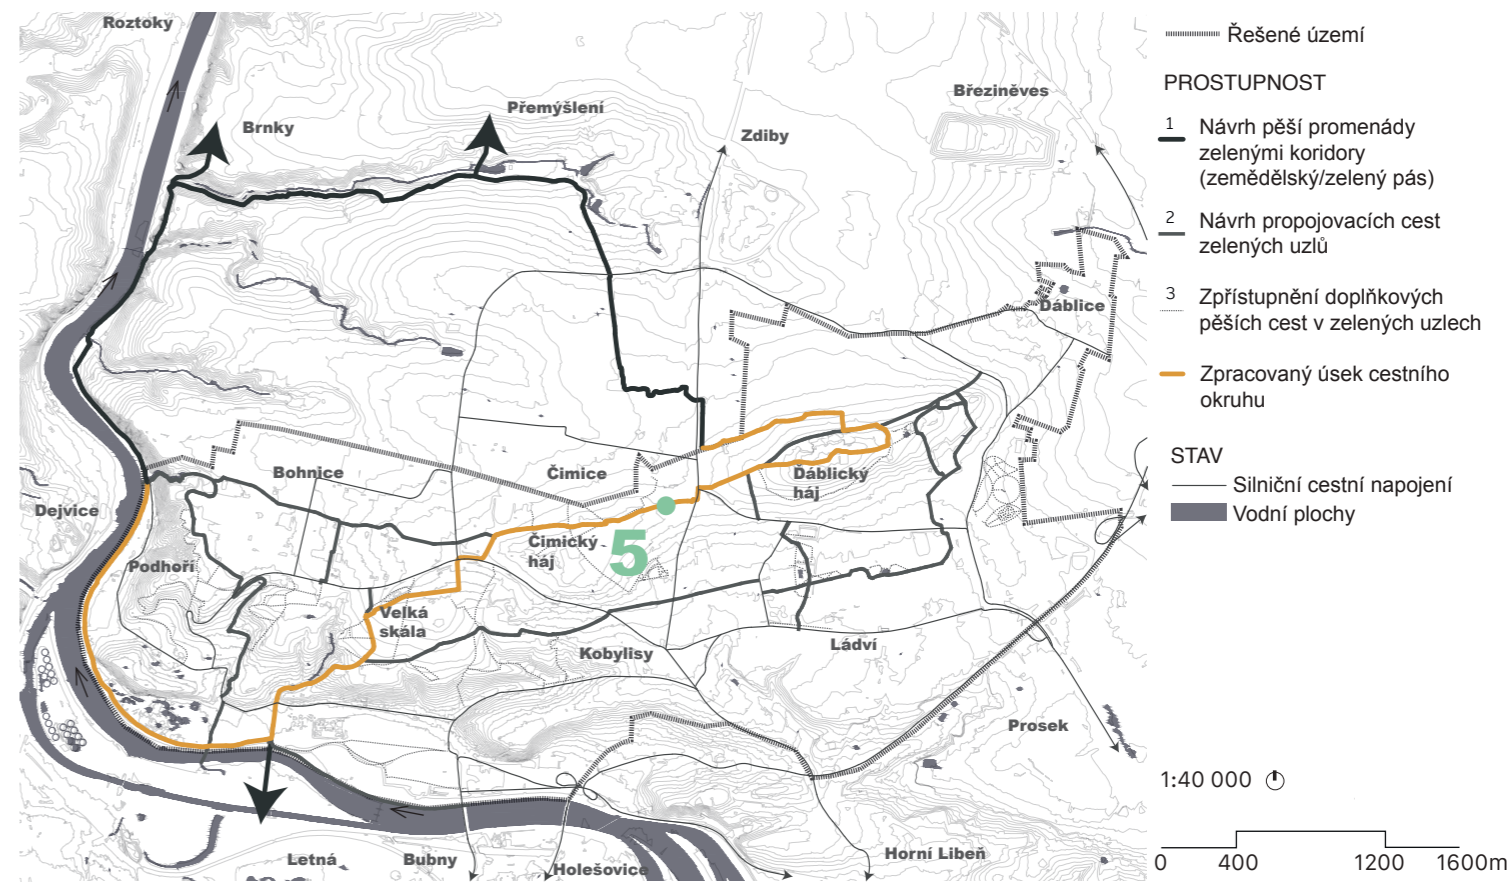 Roztoky
Brnky
Přemýšlení
Zdiby
Březiněves
Ďáblice
Bohnice
Čimice
Ďáblický
háj
Dejvice
Čimický
háj
5
Podhoří
Velká
skála
Kobylisy
Ládví
Prosek
Letná
Bubny
Holešovice
Horní Libeň
Řešené území
PROSTUPNOST
1 Návrh pěší promenády
zelenými koridory
(zemědělský/zelený pás)
2 Návrh propojovacích cest
zelených uzlů
3 Zpřístupnění doplňkových
pěších cest v zelených uzlech
Zpracovaný úsek cestního
okruhu
STAV
Silniční cestní napojení
Vodní plochy
1:40 000
0 400 1200 1600m